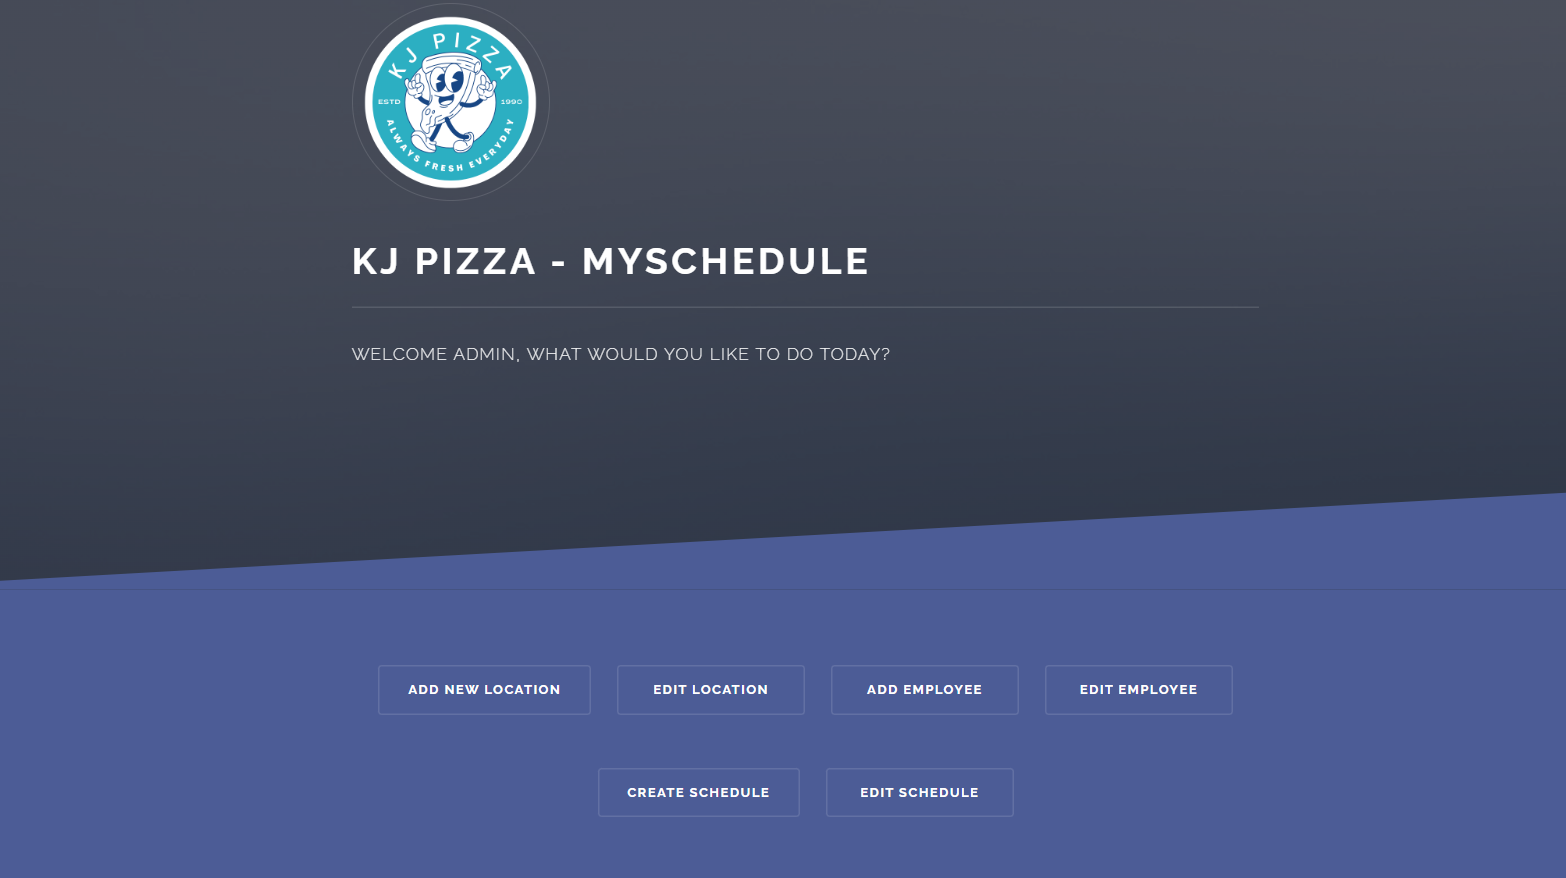 KJ PIZZA
ESTD 1990
ALWAYS FRESH EVERYDAY
KJ PIZZA - MYSCHEDULE
WELCOME ADMIN, WHAT WOULD YOU LIKE TO DO TODAY?
ADD NEW LOCATION EDIT LOCATION ADD EMPLOYEE EDIT EMPLOYEE
CREATE SCHEDULE EDIT SCHEDULE